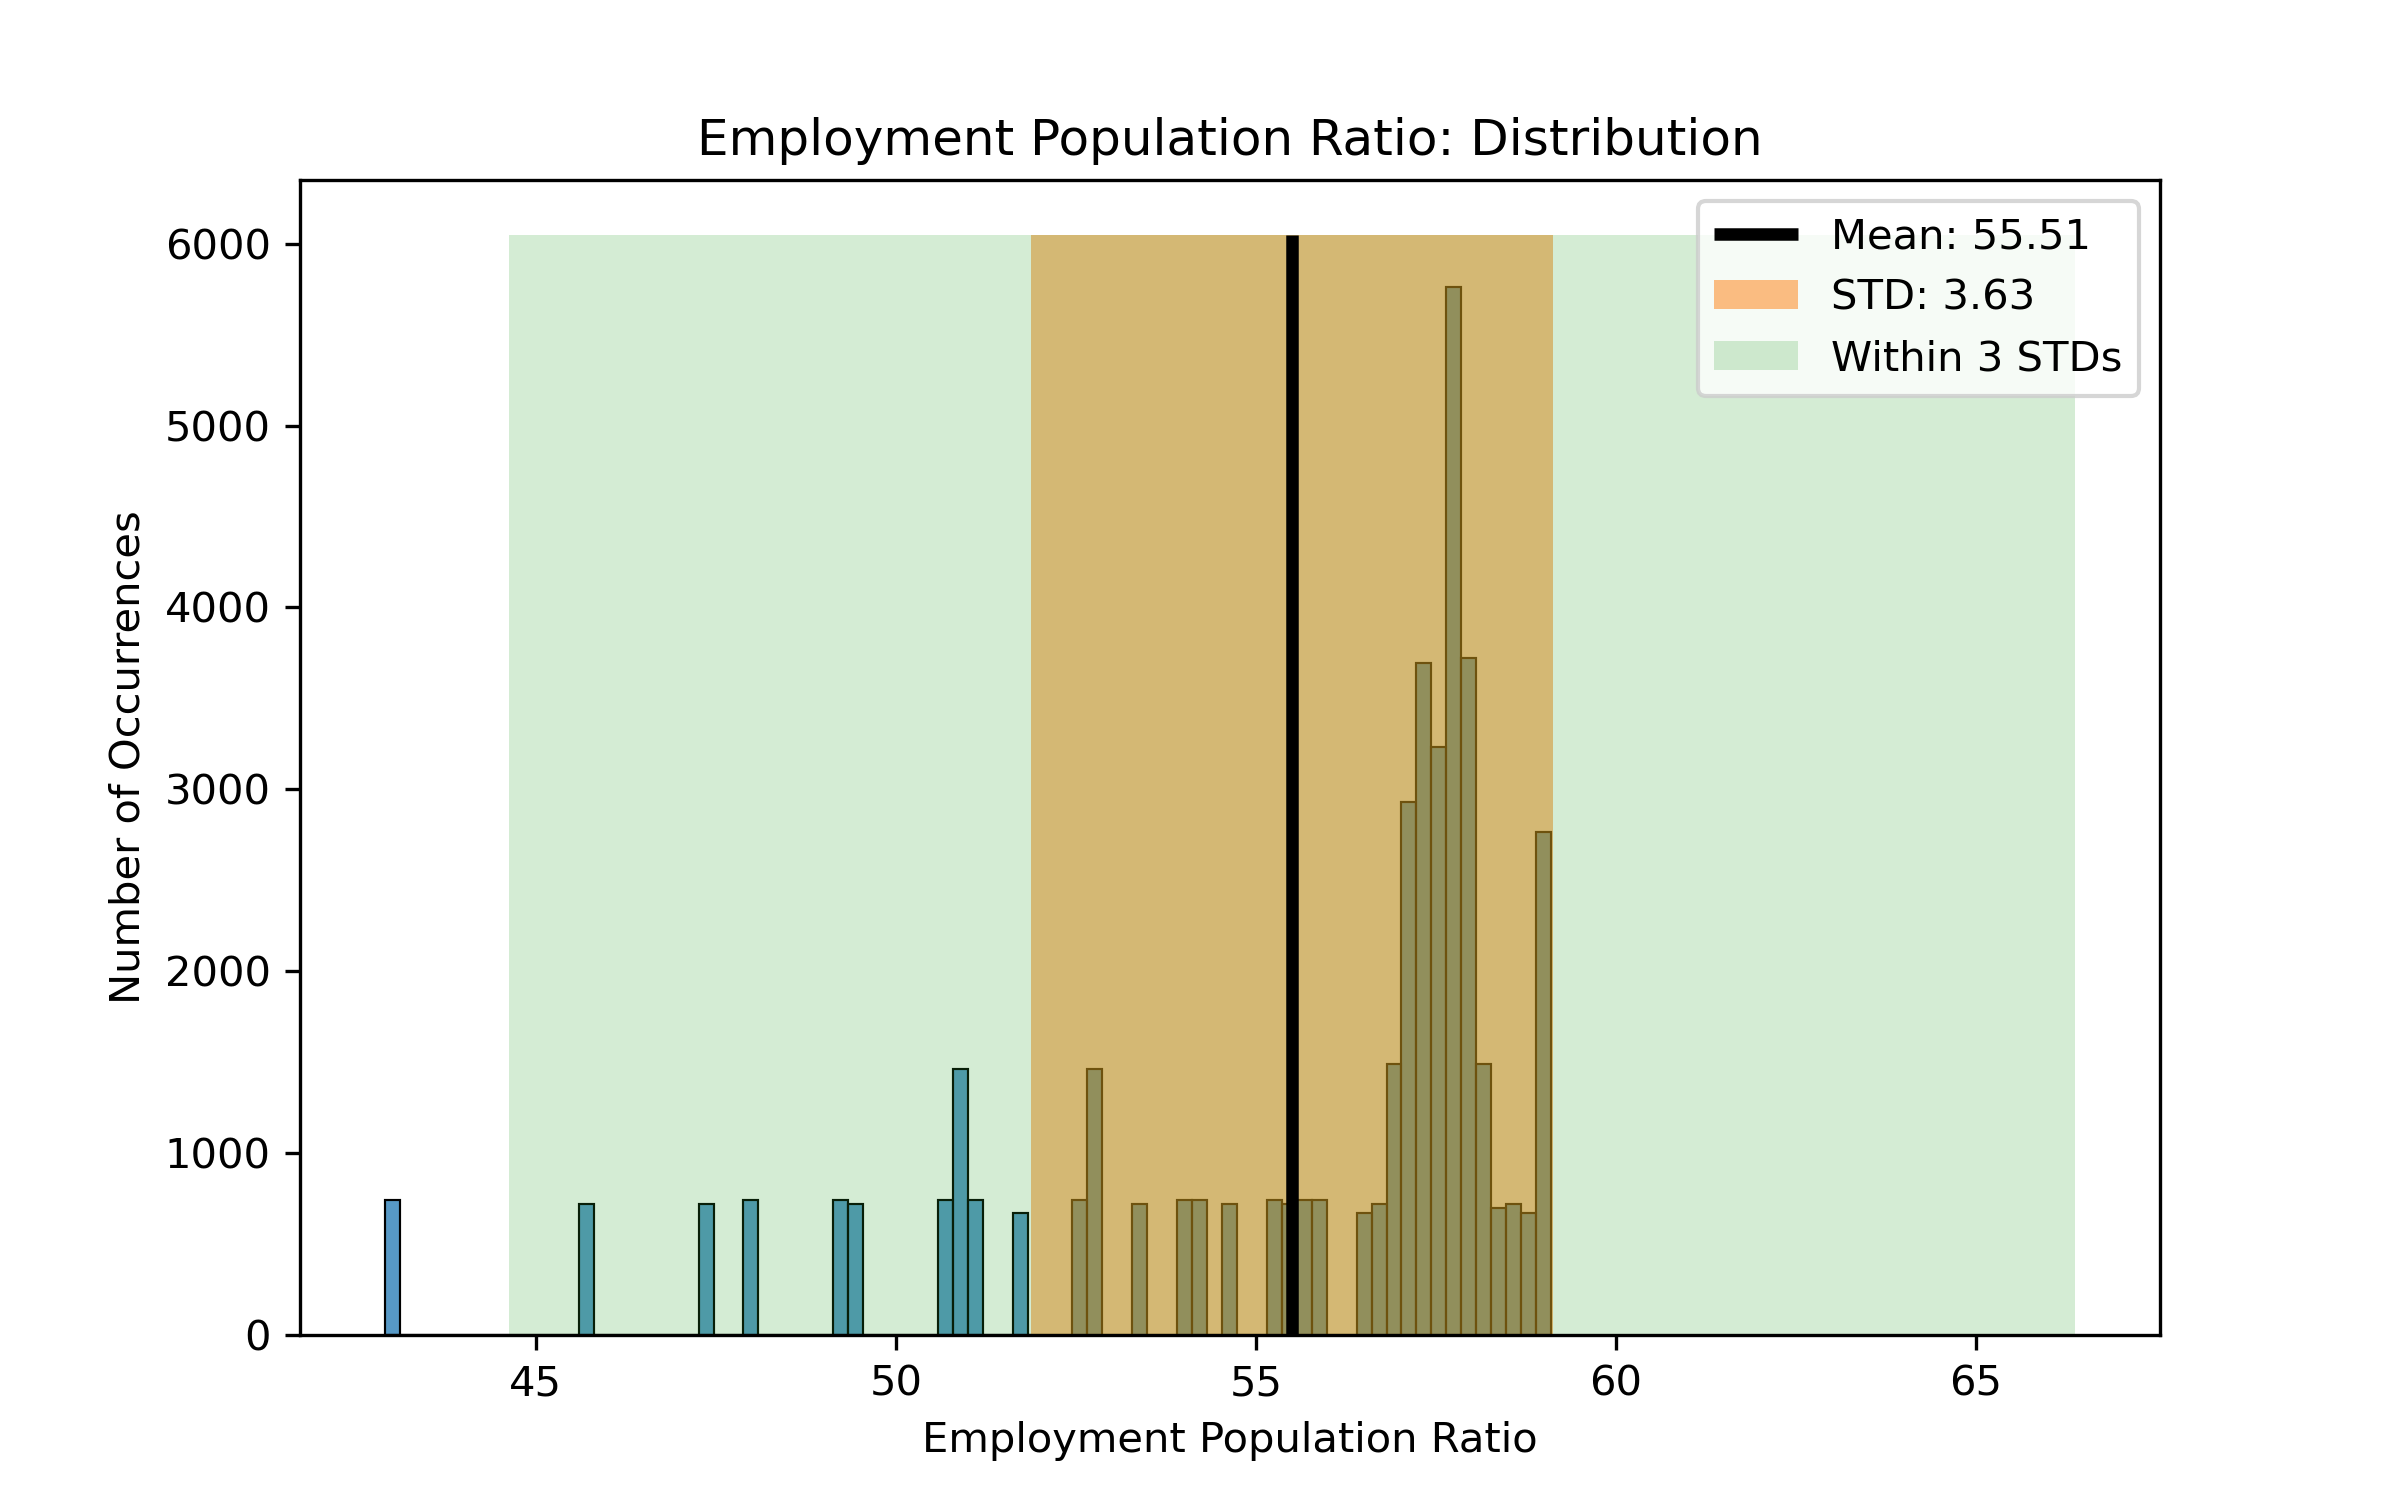 Employment Population Ratio: Distribution
Mean: 55.51
STD: 3.63
Within 3 STDs
Number of Occurrences
6000
5000
4000
3000
2000
1000
0
45 50 55 60 65
Employment Population Ratio